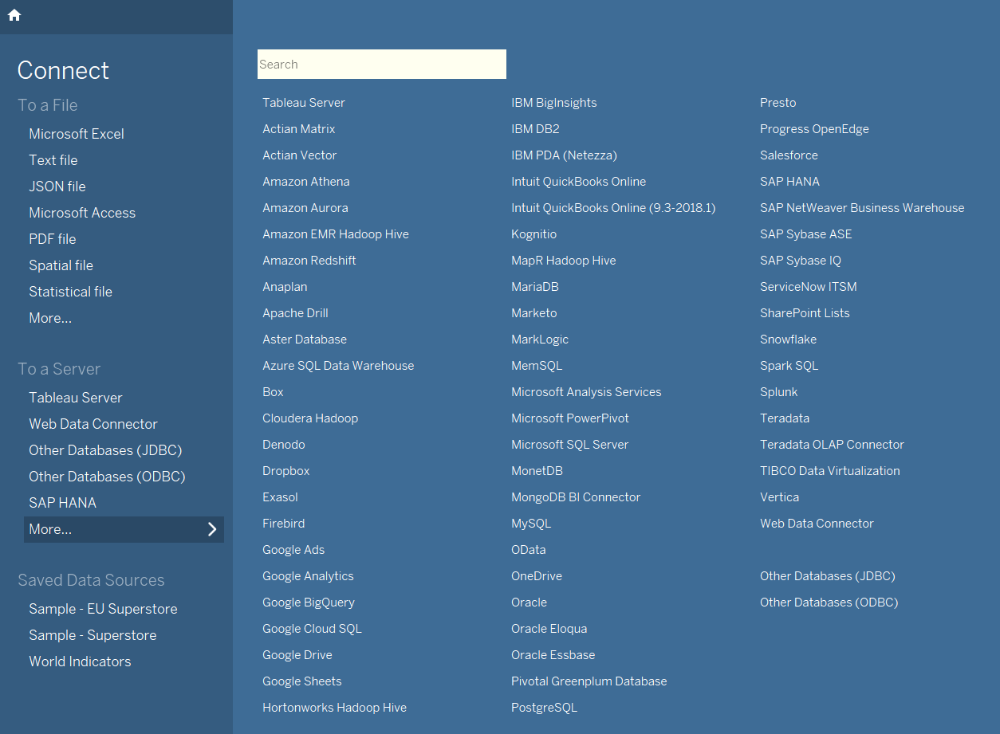 Connect
To a File
Microsoft Excel
Text file
JSON file
Microsoft Access
PDF file
Spatial file
Statistical file
More...
To a Server
Tableau Server
Web Data Connector
Other Databases (JDBC)
Other Databases (ODBC)
SAP HANA
More...
Saved Data Sources
Sample - EU Superstore
Sample - Superstore
World Indicators
Search
Tableau Server
Actian Matrix
Actian Vector
Amazon Athena
Amazon Aurora
Amazon EMR Hadoop Hive
Amazon Redshift
Anaplan
Apache Drill
Aster Database
Azure SQL Data Warehouse
Box
Cloudera Hadoop
Denodo
Dropbox
Exasol
Firebird
Google Ads
Google Analytics
Google BigQuery
Google Cloud SQL
Google Drive
Google Sheets
Hortonworks Hadoop Hive
IBM BigInsights
IBM DB2
IBM PDA (Netezza)
Intuit QuickBooks Online
Intuit QuickBooks Online (9.3-2018.1)
Kognitio
MapR Hadoop Hive
MariaDB
Marketo
MarkLogic
MemSQL
Microsoft Analysis Services
Microsoft PowerPivot
Microsoft SQL Server
MonetDB
MongoDB BI Connector
MySQL
OData
OneDrive
Oracle
Oracle Eloqua
Oracle Essbase
Pivotal Greenplum Database
PostgreSQL
Presto
Progress OpenEdge
Salesforce
SAP HANA
SAP NetWeaver Business Warehouse
SAP Sybase ASE
SAP Sybase IQ
ServiceNow ITSM
SharePoint Lists
Snowflake
Spark SQL
Splunk
Teradata
Teradata OLAP Connector
TIBCO Data Virtualization
Vertica
Web Data Connector
Other Databases (JDBC)
Other Databases (ODBC)